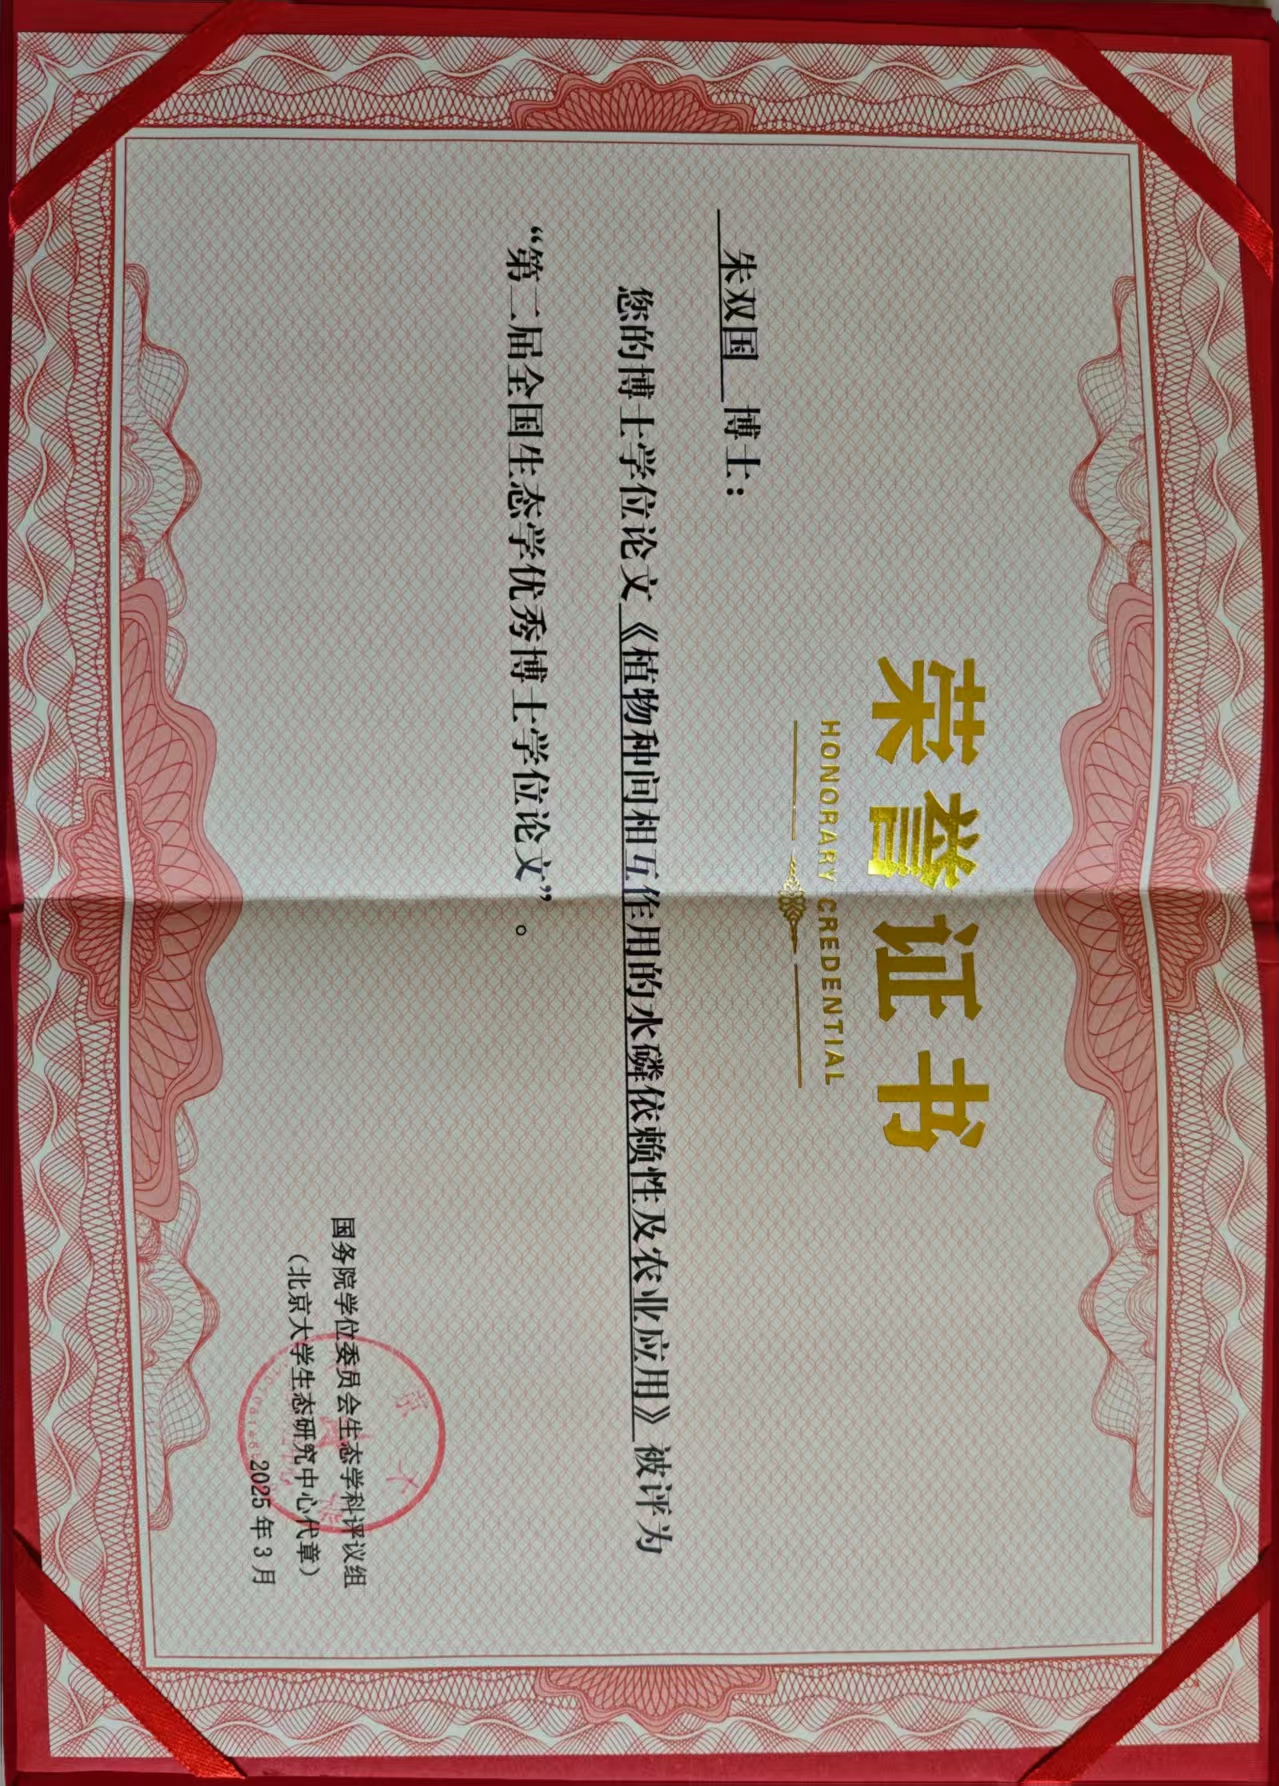 荣誉证书
HONORARY CREDENTIAL
朱双国 博士：
您的博士学位论文《植物种间相互作用的水磷依赖性及农业应用》被评为
“第二届全国生态学优秀博士学位论文”。
国务院学位委员会生态学科评议组
（北京大学生态研究中心代章）
2025年3月